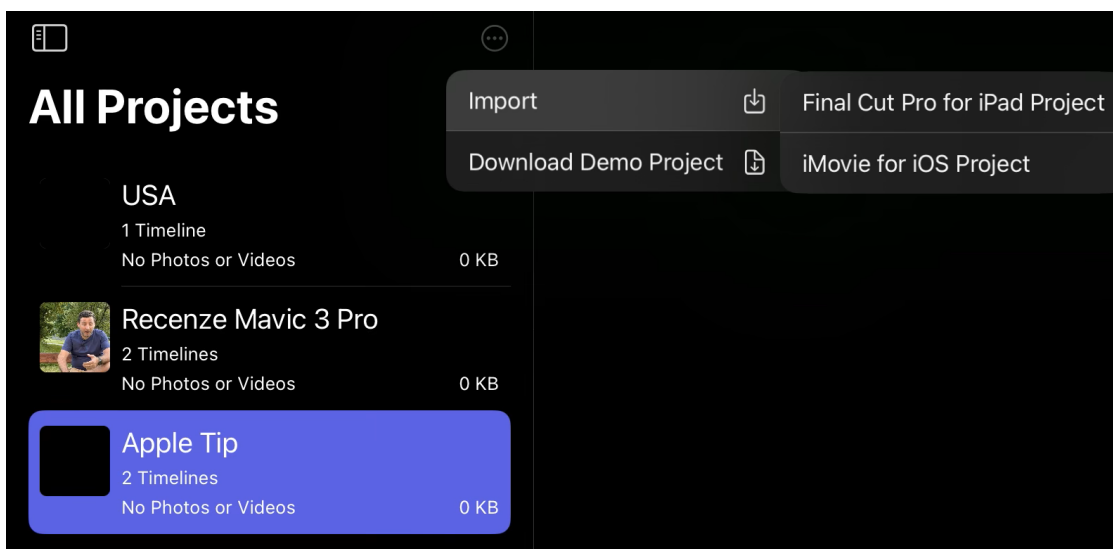 All Projects
Import
Final Cut Pro for iPad Project
Download Demo Project
iMovie for iOS Project
USA
1 Timeline
No Photos or Videos 0 KB
Recenze Mavic 3 Pro
2 Timelines
No Photos or Videos 0 KB
Apple Tip
2 Timelines
No Photos or Videos 0 KB